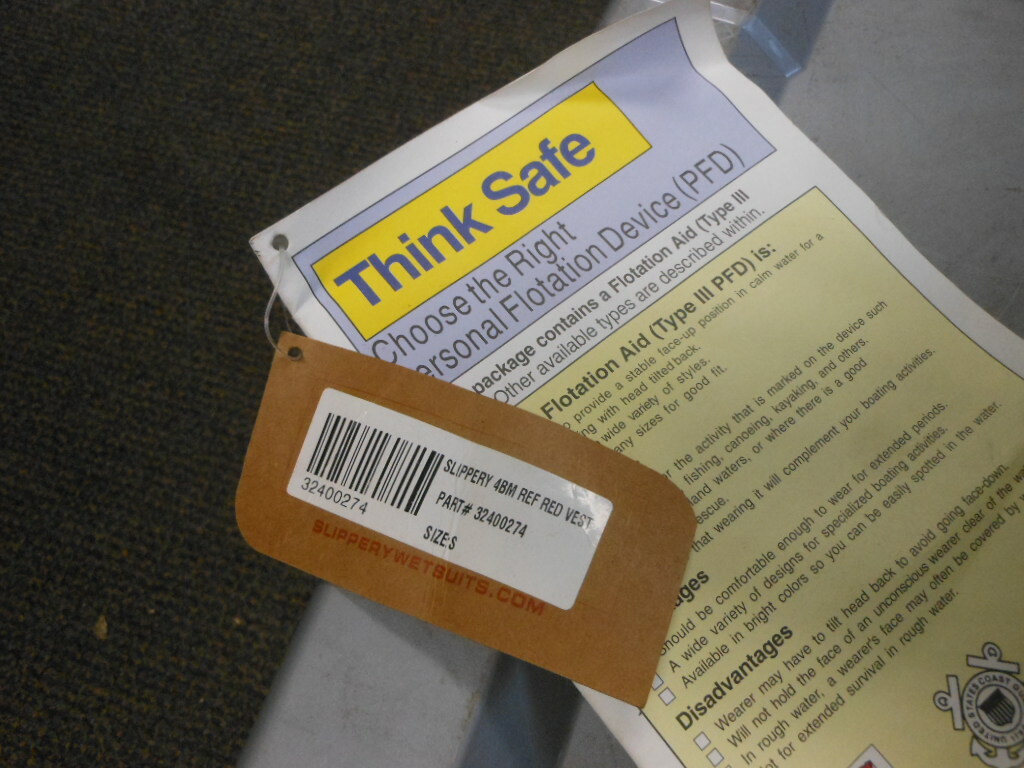 Think Safe
Choose the Right
ersonal Flotation Device (PFD)
package contains a Flotation Aid (Type III
Other available types are described within.
Flotation Aid (Type III PFD) is:
provide a stable face-up position in calm water for a
ng with head tilted back.
wide variety of styles.
any sizes for good fit.
r the activity that is marked on the device such
fishing, canoeing, kayaking, and others.
and waters, or where there is a good
escue.
that wearing it will complement your boating activities.
ages
Should be comfortable enough to wear for extended periods.
A wide variety of designs for specialized boating activities.
Available in bright colors so you can be easily spotted in the water.
Disadvantages
Wearer may have to tilt head back to avoid going face-down.
Will not hold the face of an unconscious wearer clear of the wa
In rough water, a wearer's face may often be covered by
ot for extended survival in rough water.
UNITED STATES COAST GUA
32400274
SLIPPERY 4BM REF RED VEST
PART# 32400274
SIZE:S
SLIPPERYWETSUITS.COM